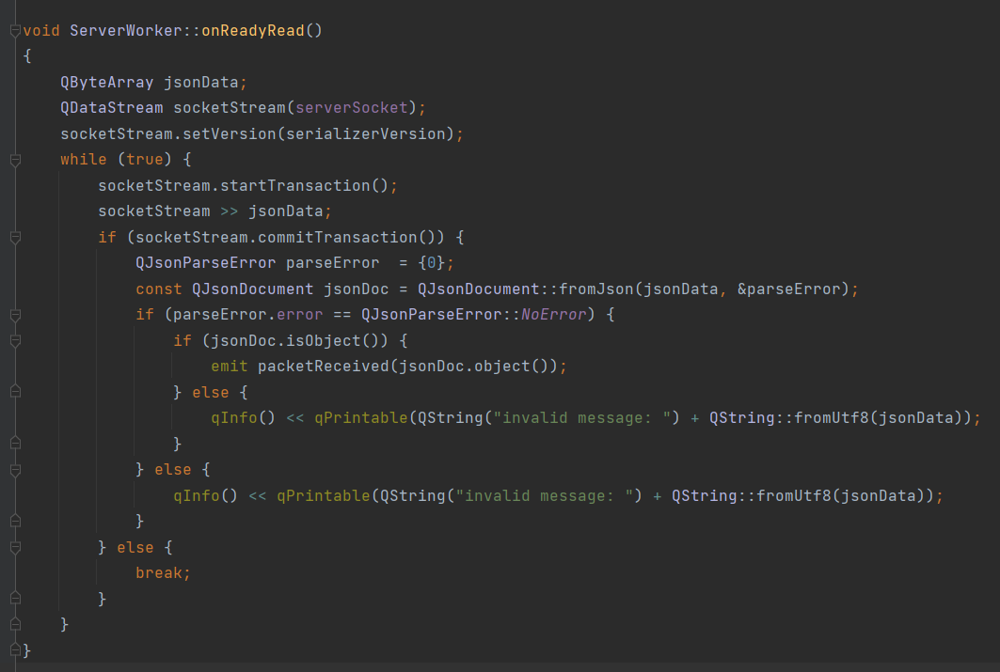 void ServerWorker::onReadyRead()
{
    QByteArray jsonData;
    QDataStream socketStream(serverSocket);
    socketStream.setVersion(serializerVersion);
    while (true) {
        socketStream.startTransaction();
        socketStream >> jsonData;
        if (socketStream.commitTransaction()) {
            QJsonParseError parseError  = {0};
            const QJsonDocument jsonDoc = QJsonDocument::fromJson(jsonData, &parseError);
            if (parseError.error == QJsonParseError::NoError) {
                if (jsonDoc.isObject()) {
                    emit packetReceived(jsonDoc.object());
                } else {
                    qInfo() << qPrintable(QString("invalid message: ") + QString::fromUtf8(jsonData));
                }
            } else {
                qInfo() << qPrintable(QString("invalid message: ") + QString::fromUtf8(jsonData));
            }
        } else {
            break;
        }
    }
}